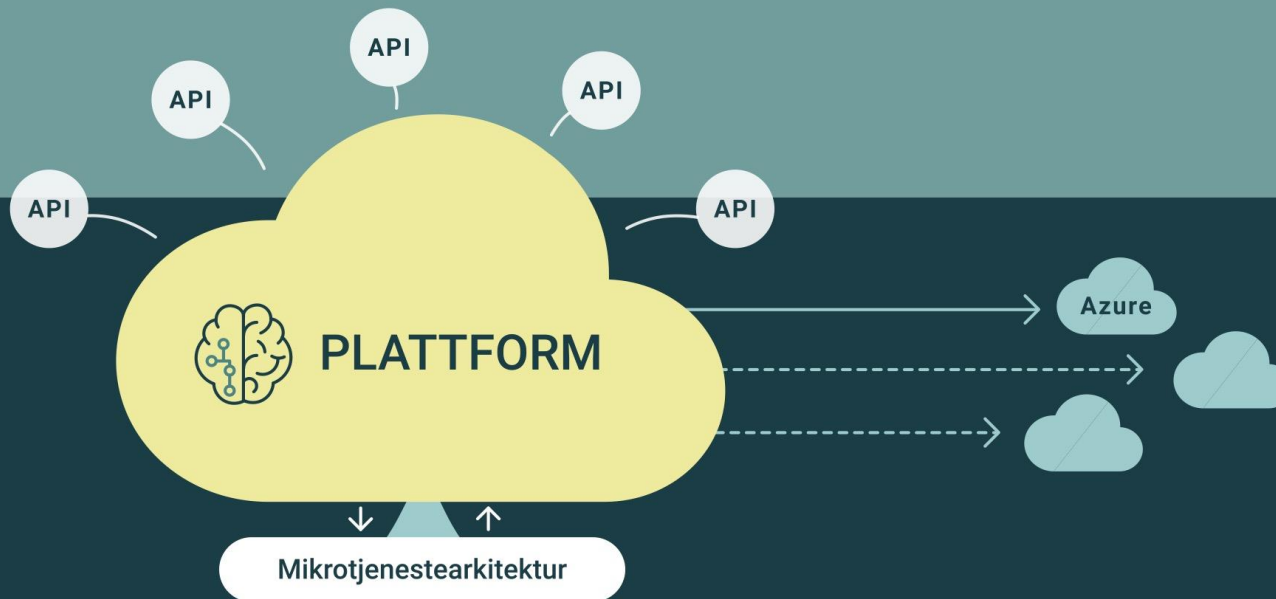 API
API
API
API
API
Azure
PLATTFORM
Mikrotjenestearkitektur